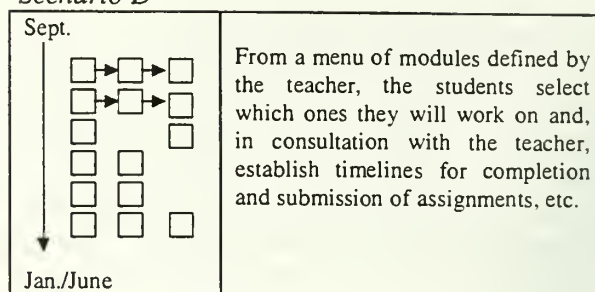 Scenario D
Sept.
From a menu of modules defined by
the teacher, the students select
which ones they will work on and,
in consultation with the teacher,
establish timelines for completion
and submission of assignments, etc.
Jan./June